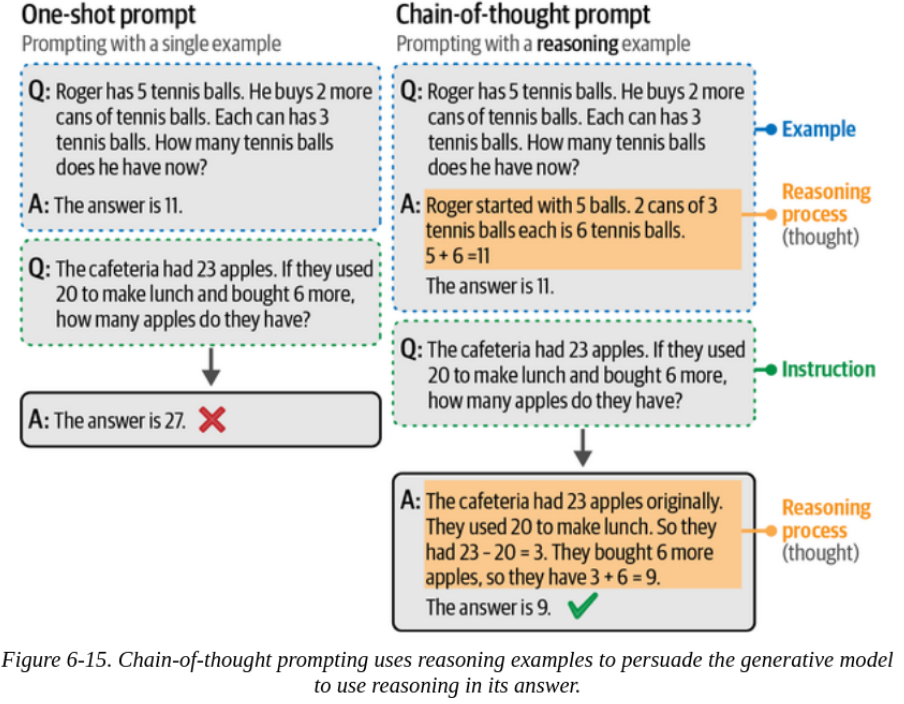 One-shot prompt
Prompting with a single example
Q: Roger has 5 tennis balls. He buys 2 more
cans of tennis balls. Each can has 3
tennis balls. How many tennis balls
does he have now?
A: The answer is 11.
Q: The cafeteria had 23 apples. If they used
20 to make lunch and bought 6 more,
how many apples do they have?
A: The answer is 27.
Chain-of-thought prompt
Prompting with a reasoning example
Q: Roger has 5 tennis balls. He buys 2 more
cans of tennis balls. Each can has 3
tennis balls. How many tennis balls
does he have now?
Example
A: Roger started with 5 balls. 2 cans of 3
tennis balls each is 6 tennis balls.
5 + 6 =11
The answer is 11.
Reasoning
process
(thought)
Q: The cafeteria had 23 apples. If they used
20 to make lunch and bought 6 more,
how many apples do they have?
Instruction
A: The cafeteria had 23 apples originally.
They used 20 to make lunch. So they
had 23 – 20 = 3. They bought 6 more
apples, so they have 3 + 6 = 9.
The answer is 9.
Reasoning
process
(thought)
Figure 6-15. Chain-of-thought prompting uses reasoning examples to persuade the generative model
to use reasoning in its answer.